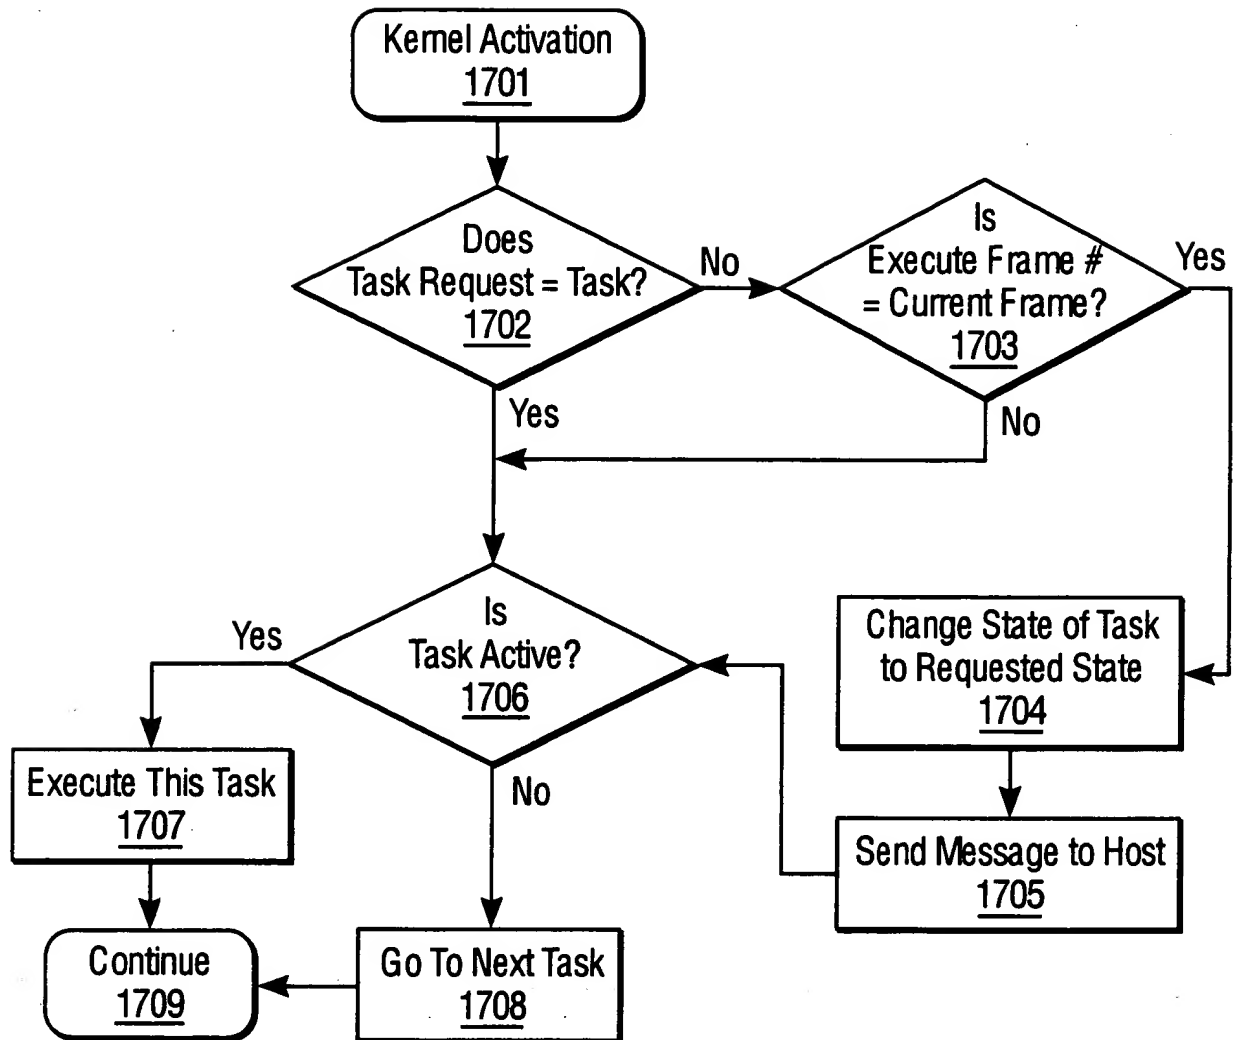 Kernel Activation
1701
Does
Task Request = Task?
1702
No
Is
Execute Frame #
= Current Frame?
1703
Yes
Yes
No
Is
Task Active?
1706
Yes
Change State of Task
to Requested State
1704
Execute This Task
1707
No
Send Message to Host
1705
Continue
1709
Go To Next Task
1708